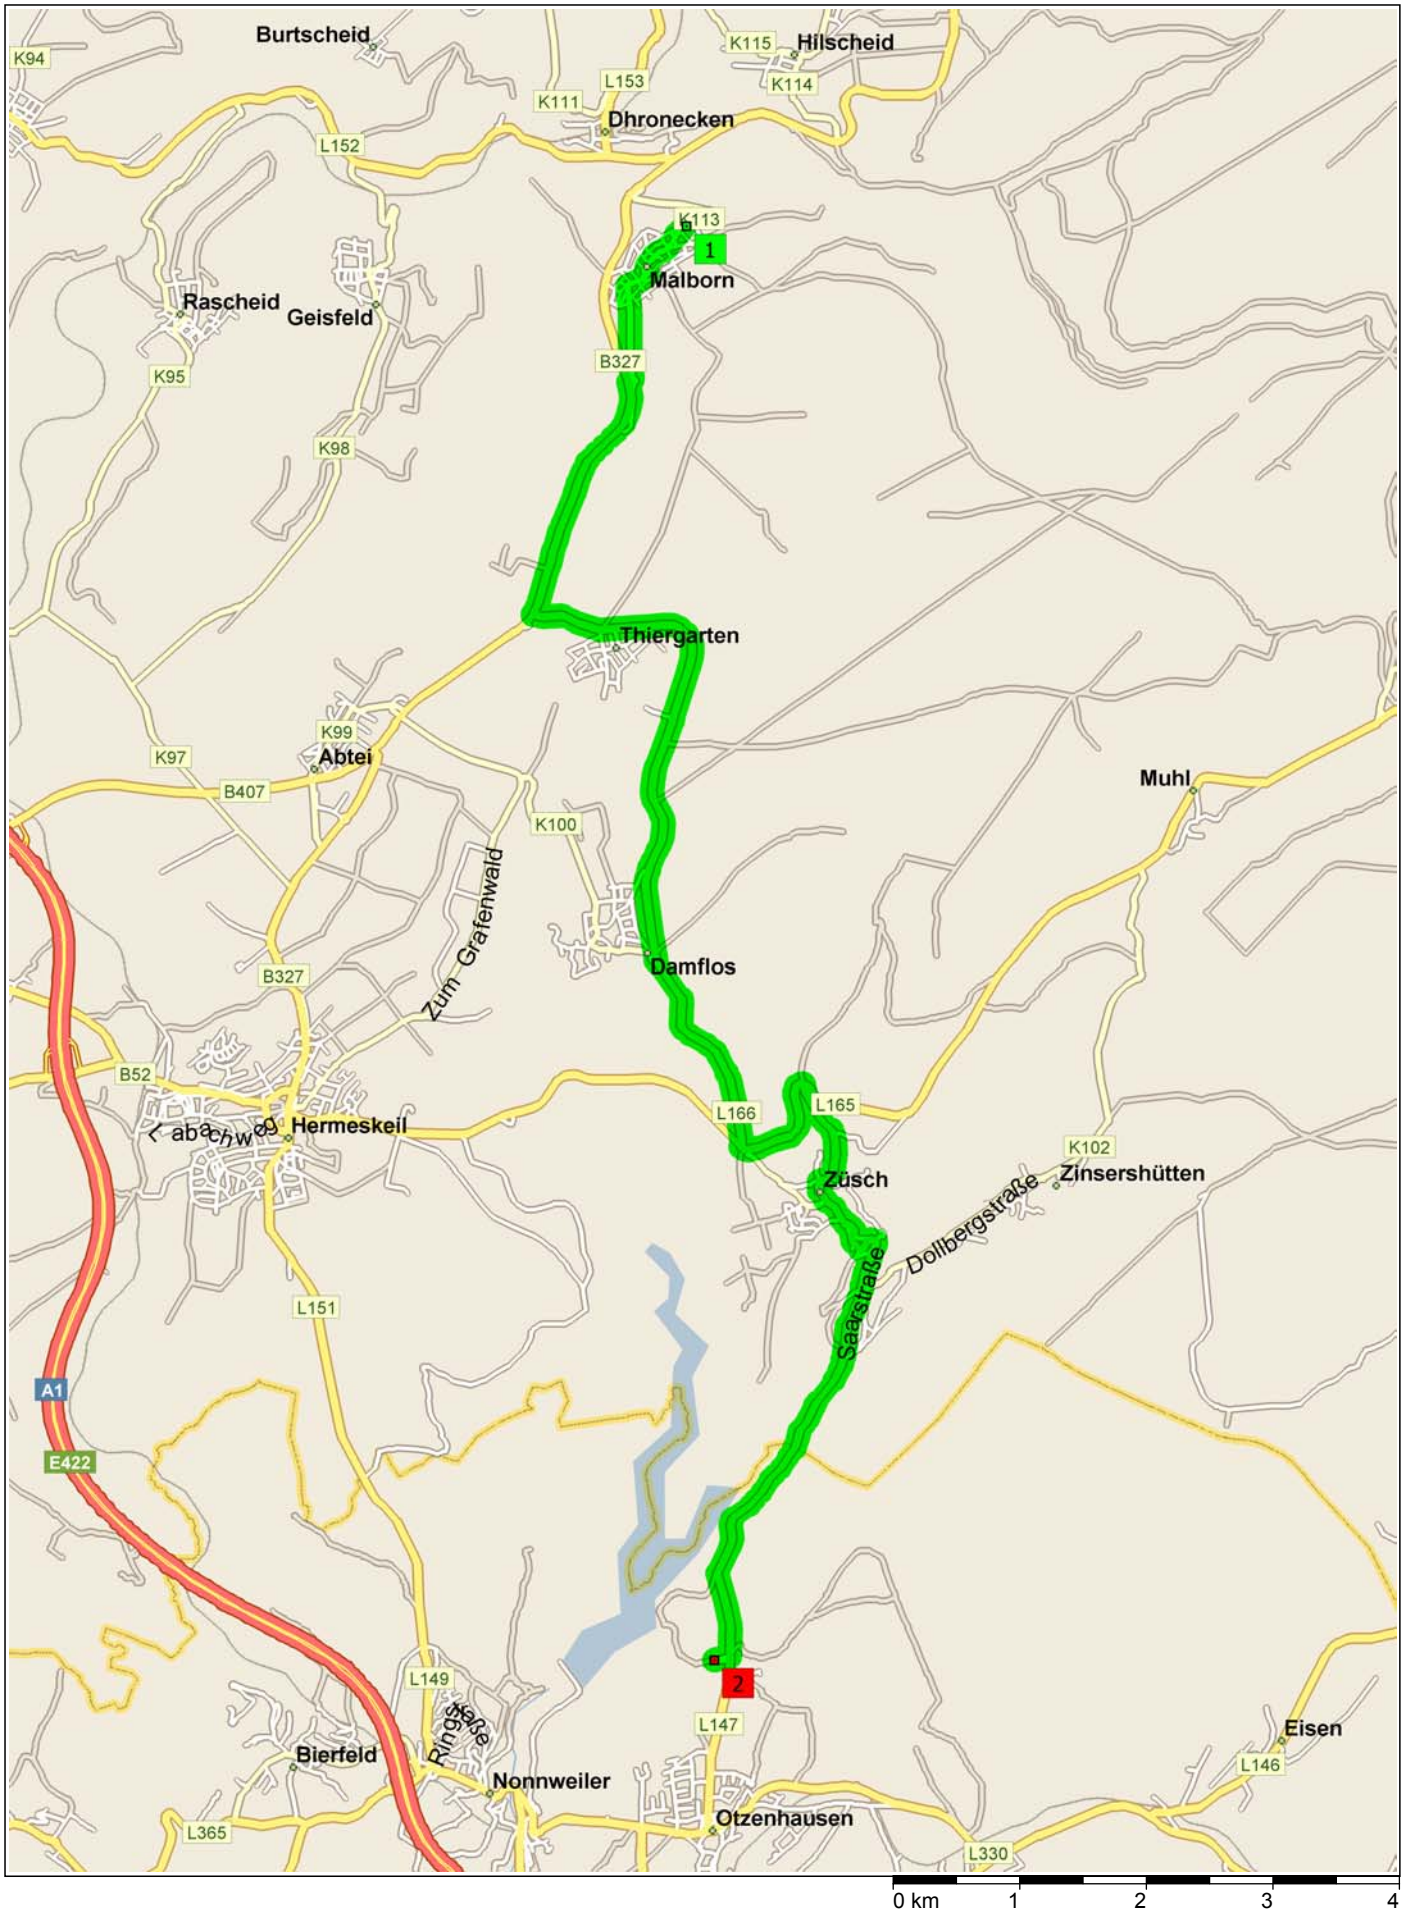 Burtscheid
K115
Hilscheid
K94
L153
K114
K111
Dhronecken
L152
K113
1
Malborn
Rascheid
Geisfeld
B327
K95
K98
Thiergarten
K99
Abtei
K97
Muhl
B407
K100
Zum Grafenwald
Damflos
B327
B52
L166
L165
Labachweg
Hermeskeil
K102
Züsch
Zinsershütten
Dollbergstraße
Saarstraße
L151
A1
E422
L149
2
Ringstraße
L147
Eisen
Bierfeld
L146
Nonnweiler
Otzenhausen
L365
L330
0 km 1 2 3 4